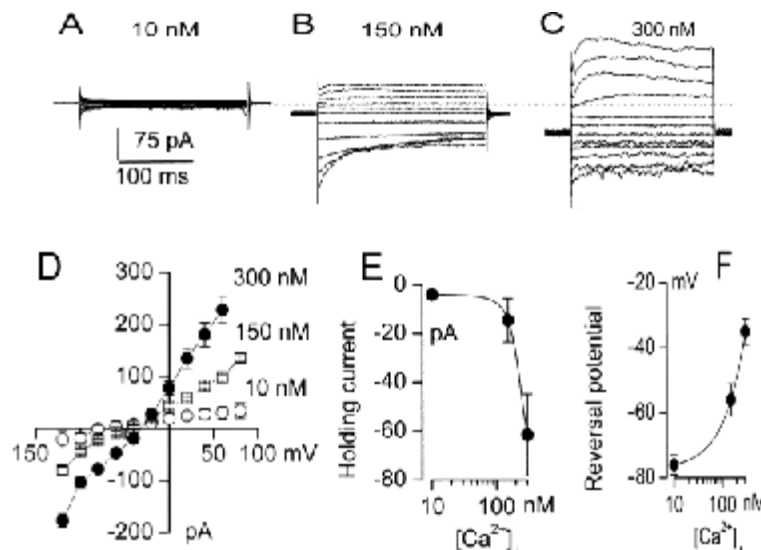 A 10 nM
B 150 nM
C 300 nM
75 pA
100 ms
D
300
200
100
-100
-200
300 nM
150 nM
10 nM
150
50 100 mV
pA
E
0
-20
-40
-60
-80
pA
Holding current
10 100 nM
[Ca²⁻]ᵢ
F
-20
-40
-60
-80
mV
Reversal potential
10 100 nM
[Ca²⁺]ᵢ